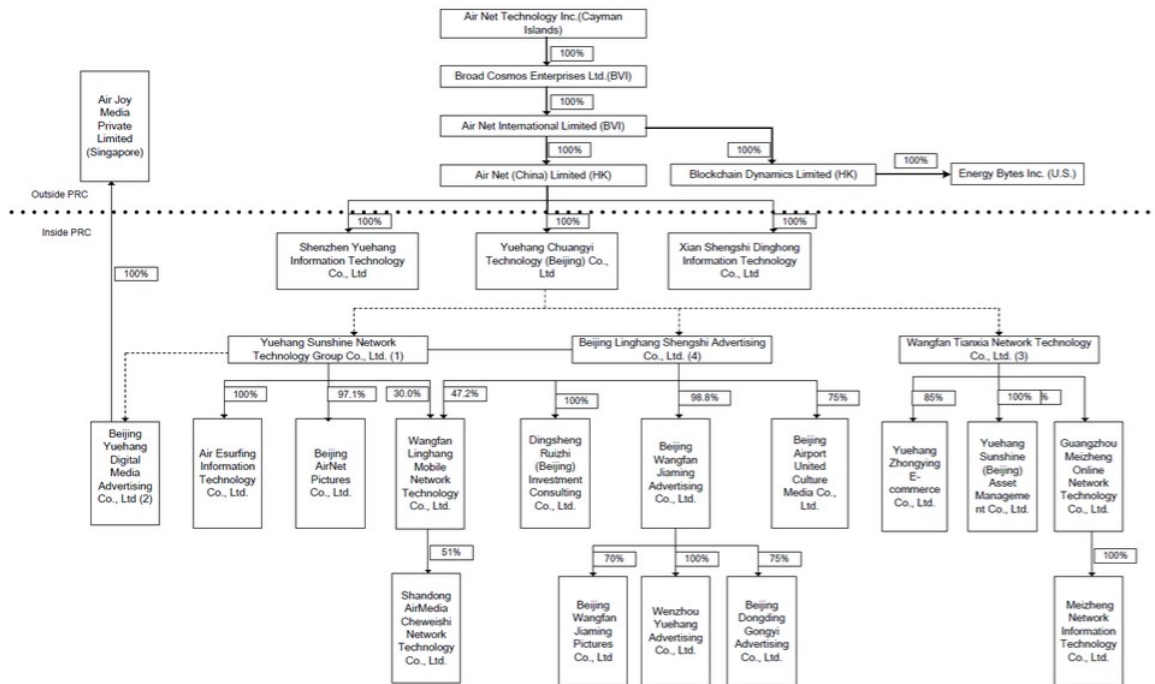 Air Net Technology Inc.(Cayman
Islands)
100%
Broad Cosmos Enterprises Ltd.(BVI)
100%
Air Net International Limited (BVI)
100%
100%
Air Net (China) Limited (HK)
Blockchain Dynamics Limited (HK)
100%
Energy Bytes Inc. (U.S.)
Air Joy
Media
Private
Limited
(Singapore)
Outside PRC
Inside PRC
100%
100%
100%
100%
Shenzhen Yuehang
Information Technology
Co., Ltd
Yuehang Chuangyi
Technology (Beijing) Co.,
Ltd
Xian Shengshi Dinghong
Information Technology
Co., Ltd
Yuehang Sunshine Network
Technology Group Co., Ltd. (1)
Beijing Linghang Shengshi Advertising
Co., Ltd. (4)
Wangfan Tianxia Network Technology
Co., Ltd. (3)
100%
97.1%
30.0%
47.2%
100%
98.8%
75%
85%
100%
%
Beijing
Yuehang
Digital
Media
Advertising
Co., Ltd (2)
Air Esurfing
Information
Technology
Co., Ltd.
Beijing
AirNet
Pictures
Co., Ltd.
Wangfan
Linghang
Mobile
Network
Technology
Co., Ltd.
Dingsheng
Ruizhi
(Beijing)
Investment
Consulting
Co., Ltd.
Beijing
Wangfan
Jiaming
Advertising
Co., Ltd.
Beijing
Airport
United
Culture
Media Co.,
Ltd.
Yuehang
Zhongying
E-
commerce
Co., Ltd.
Yuehang
Sunshine
(Beijing)
Asset
Manageme
nt Co., Ltd.
Guangzhou
Meizheng
Online
Network
Technology
Co., Ltd.
51%
70%
100%
75%
100%
Shandong
AirMedia
Cheweishi
Network
Technology
Co., Ltd.
Beijing
Wangfan
Jiaming
Pictures
Co., Ltd
Wenzhou
Yuehang
Advertising
Co., Ltd.
Beijing
Dongding
Gongyi
Advertising
Co., Ltd.
Meizheng
Network
Information
Technology
Co., Ltd.